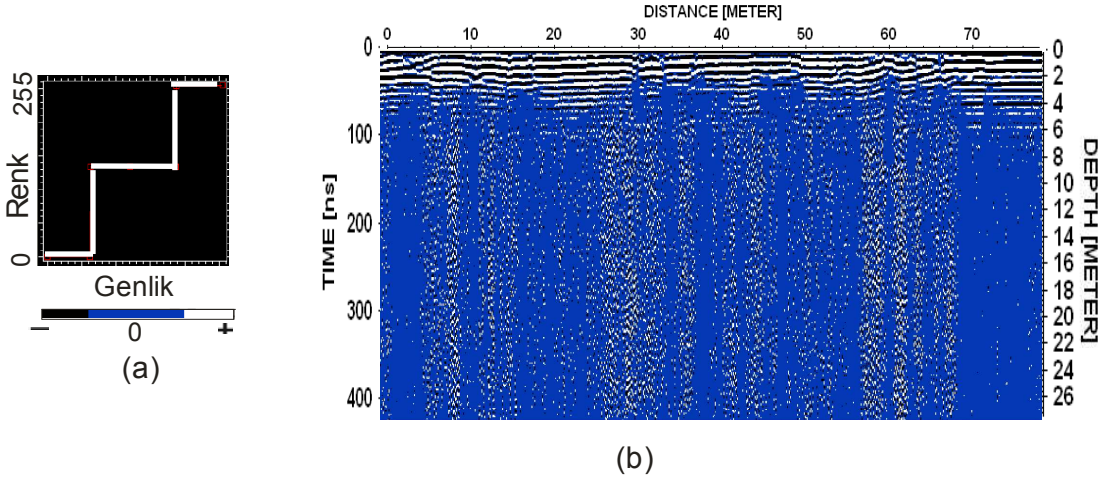 255
Renk
0
Genlik
– 0 +
(a)
DISTANCE [METER]
0 10 20 30 40 50 60 70
TIME [ns]
0
100
200
300
400
DEPTH [METER]
0
2
4
6
8
10
12
14
16
18
20
22
24
26
(b)